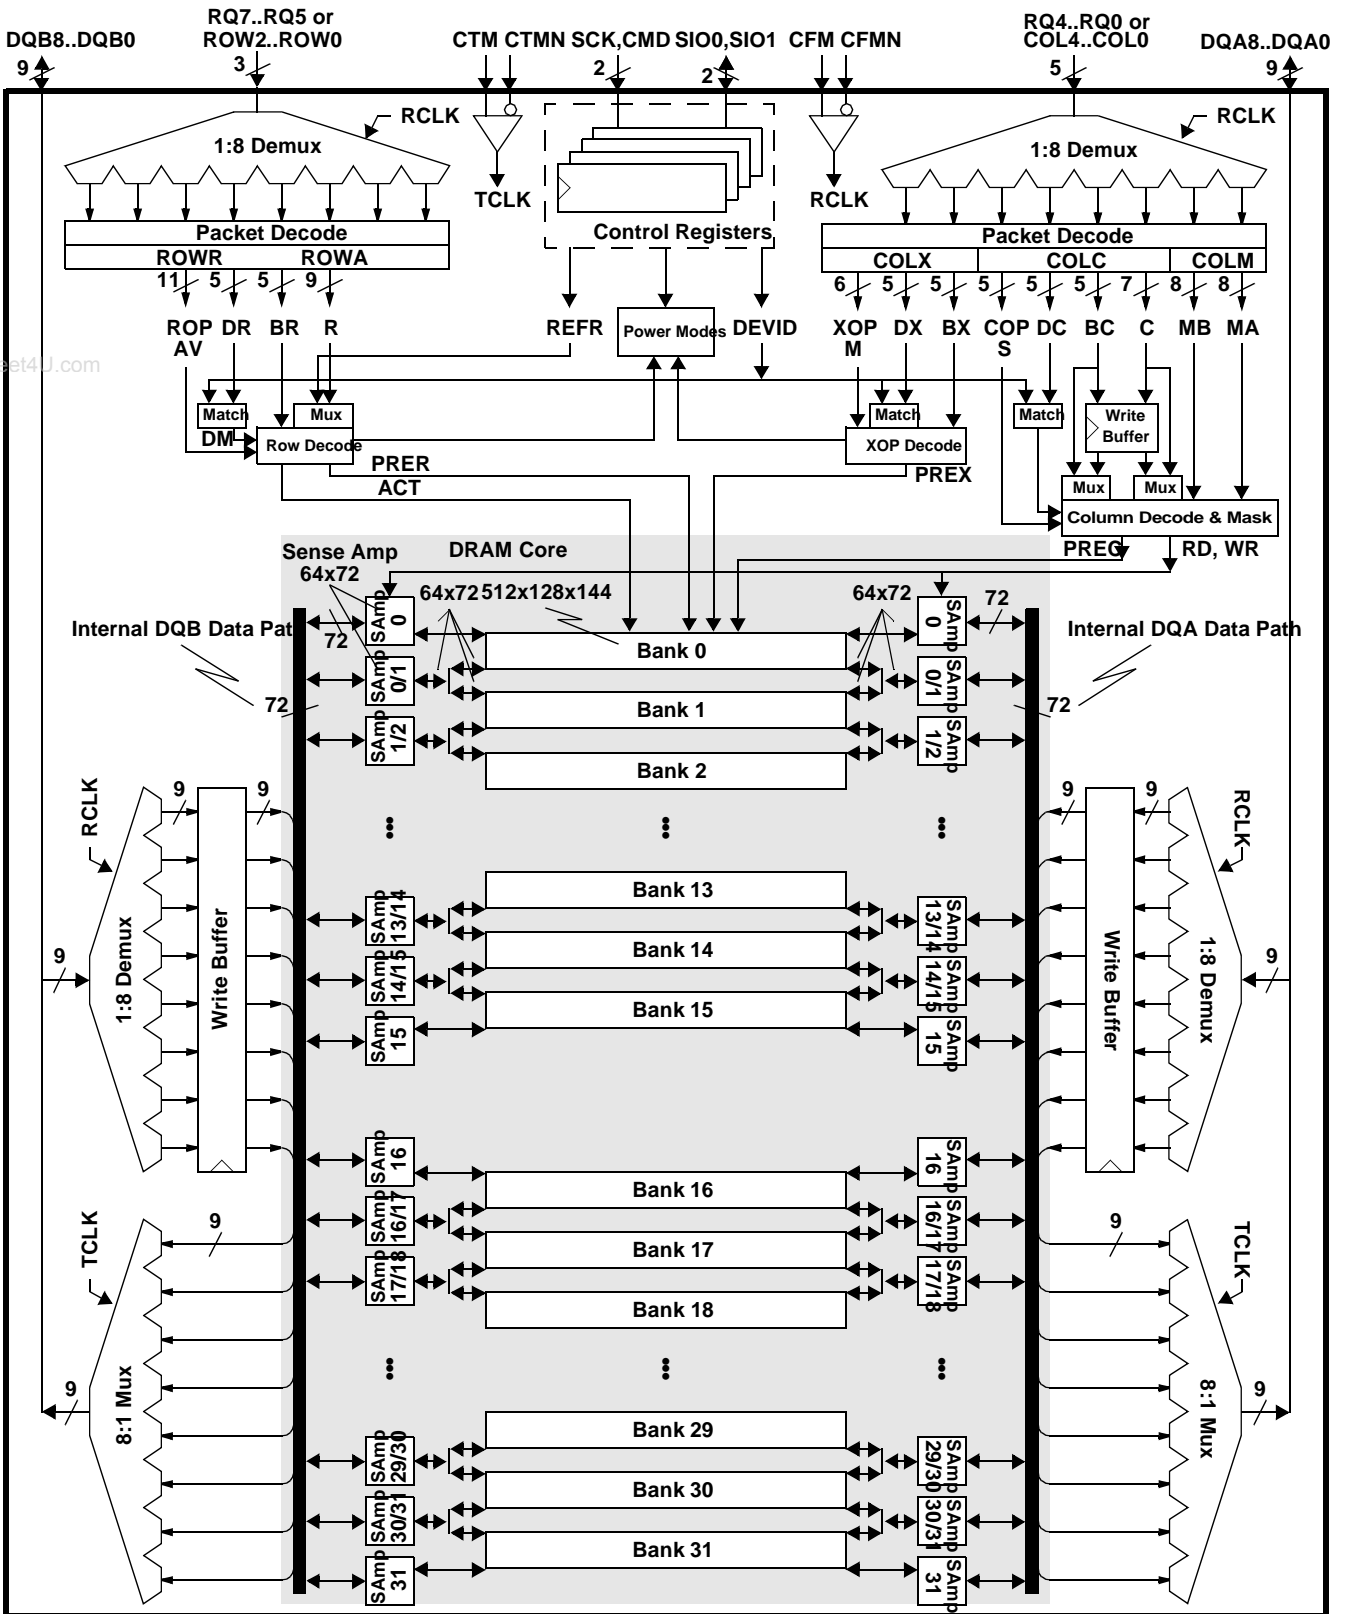 RQ7..RQ5 or
ROW2..ROW0
RQ4..RQ0 or
COL4..COL0
DQB8..DQB0
CTM CTMN SCK,CMD SIO0,SIO1 CFM CFMN
DQA8..DQA0
9
3
2
2
5
9
RCLK
RCLK
1:8 Demux
1:8 Demux
TCLK
RCLK
Control Registers
Packet Decode
Packet Decode
ROWR
ROWA
COLX
COLC
COLM
11
5
5
9
6
5
5
5
5
5
7
8
8
ROP
AV
DR
BR
R
REFR
Power Modes
DEVID
XOP
M
DX
BX
COP
S
DC
BC
C
MB
MA
eet4U.com
Match
Mux
Match
Match
Write
Buffer
DM
Row Decode
XOP Decode
PRER
ACT
PREX
Mux
Mux
Column Decode & Mask
PREC
RD, WR
Sense Amp
DRAM Core
64x72
64x72
512x128x144
64x72
Internal DQB Data Pat
Internal DQA Data Path
72
72
72
72
SAmp
0
Bank 0
SAmp
0
SAmp
0/1
SAmp
0/1
Bank 1
SAmp
1/2
SAmp
1/2
Bank 2
RCLK
9
9
9
9
RCLK
1:8 Demux
Write Buffer
Write Buffer
1:8 Demux
9
9
Bank 13
SAmp
13/14
SAmp
13/14
Bank 14
SAmp
14/15
SAmp
14/15
Bank 15
SAmp
15
SAmp
15
SAmp
16
SAmp
16
Bank 16
SAmp
16/17
SAmp
16/17
Bank 17
SAmp
17/18
SAmp
17/18
Bank 18
TCLK
9
9
TCLK
8:1 Mux
8:1 Mux
9
9
Bank 29
SAmp
29/30
SAmp
29/30
Bank 30
SAmp
30/31
SAmp
30/31
Bank 31
SAmp
31
SAmp
31